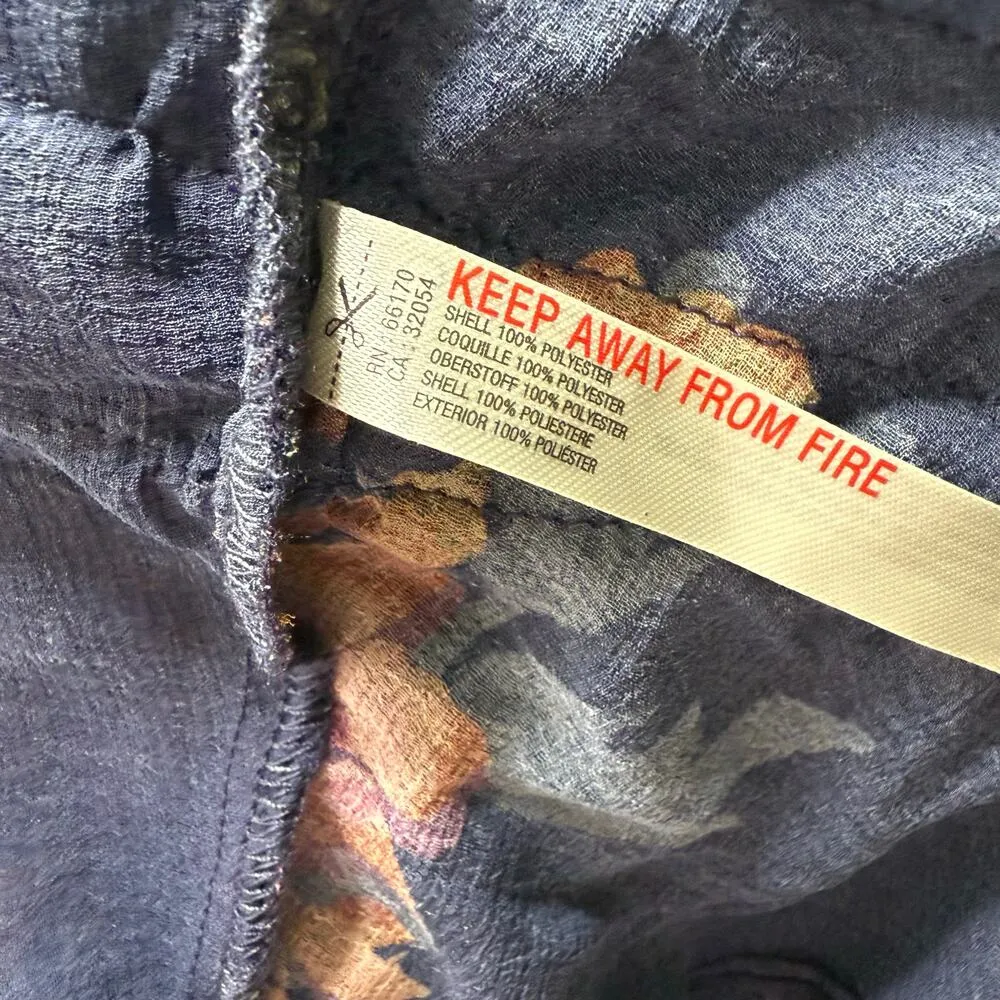 RN. 66170
CA. 32054
KEEP AWAY FROM FIRE
SHELL 100% POLYESTER
COQUILLE 100% POLYESTER
OBERSTOFF 100% POLYESTER
SHELL 100% POLIESTERE
EXTERIOR 100% POLIÉSTER